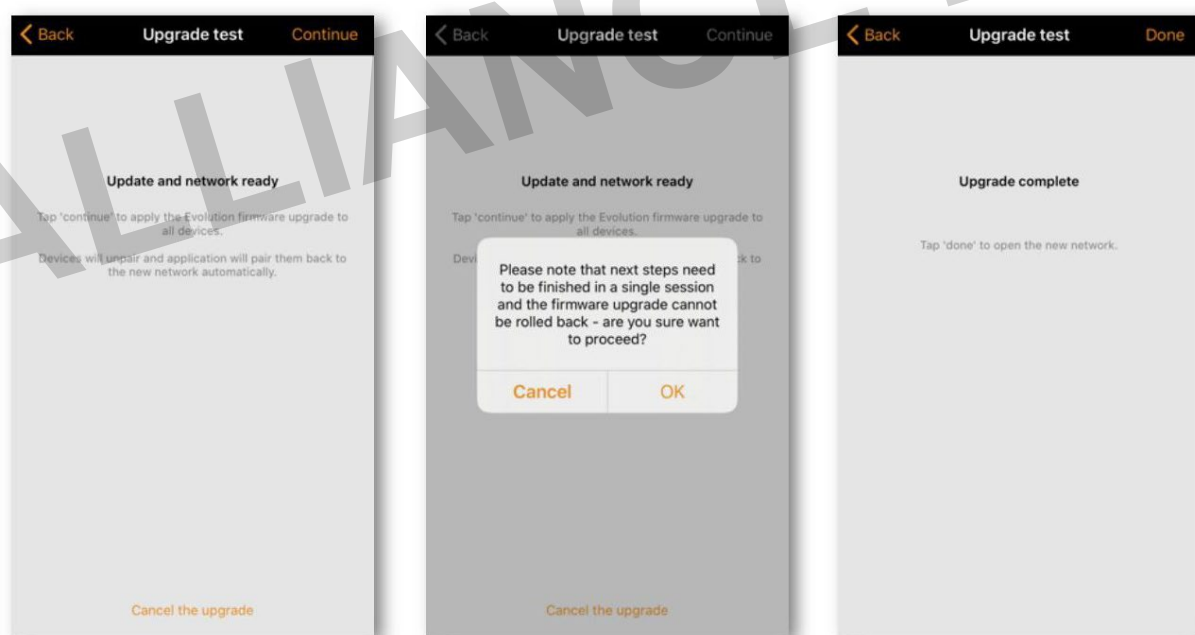 Back Upgrade test Continue
Update and network ready
Tap 'continue' to apply the Evolution firmware upgrade to
all devices.
Devices will unpair and application will pair them back to
the new network automatically.
Cancel the upgrade
Back Upgrade test Continue
Update and network ready
Tap 'continue' to apply the Evolution firmware upgrade to
all devices.
Please note that next steps need
to be finished in a single session
and the firmware upgrade cannot
be rolled back - are you sure want
to proceed?
Cancel OK
Cancel the upgrade
Back Upgrade test Done
Upgrade complete
Tap 'done' to open the new network.
ALLIANC